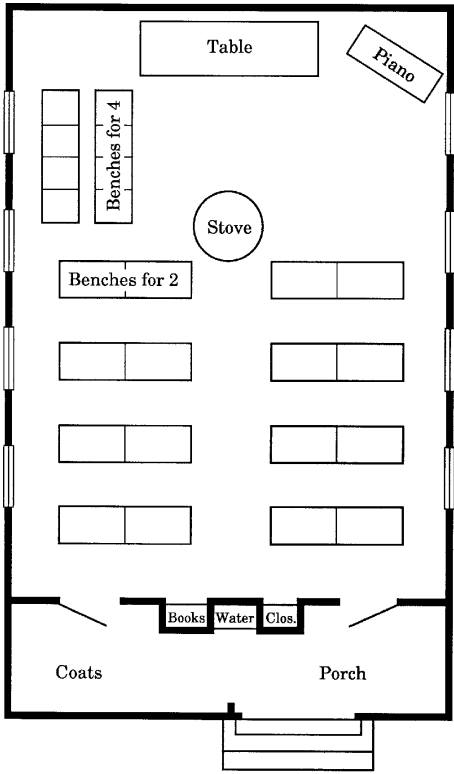 Table
Piano
Benches for 4
Stove
Benches for 2
Books
Water
Clos.
Coats
Porch